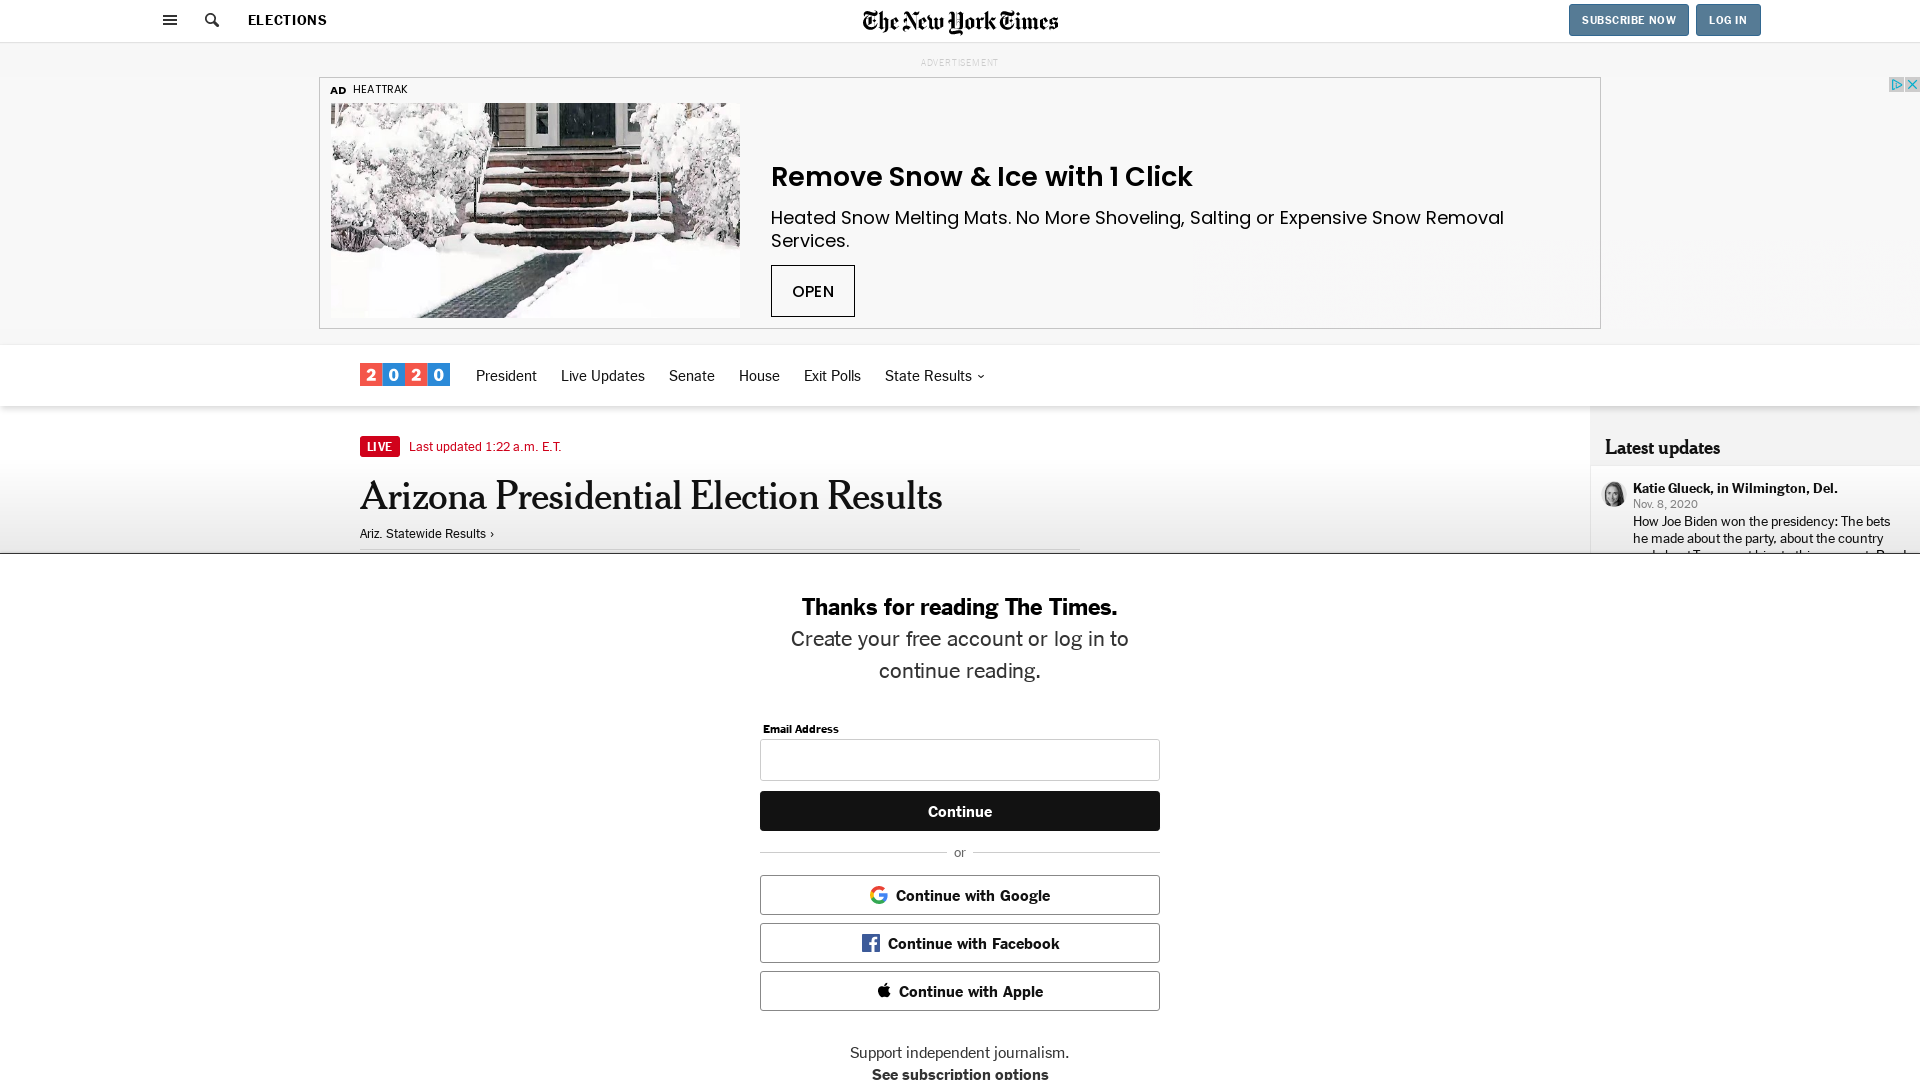 ELECTIONS
The New York Times
SUBSCRIBE NOW
LOG IN
ADVERTISEMENT
AD HEATTRAK
Remove Snow & Ice with 1 Click
Heated Snow Melting Mats. No More Shoveling, Salting or Expensive Snow Removal
Services.
OPEN
2020
President
Live Updates
Senate
House
Exit Polls
State Results
LIVE Last updated 1:22 a.m. E.T.
Arizona Presidential Election Results
Ariz. Statewide Results ›
Latest updates
Katie Glueck, in Wilmington, Del.
Nov. 8, 2020
How Joe Biden won the presidency: The bets
he made about the party, about the country
Thanks for reading The Times.
Create your free account or log in to
continue reading.
Email Address
Continue
or
Continue with Google
Continue with Facebook
Continue with Apple
Support independent journalism.
See subscription options